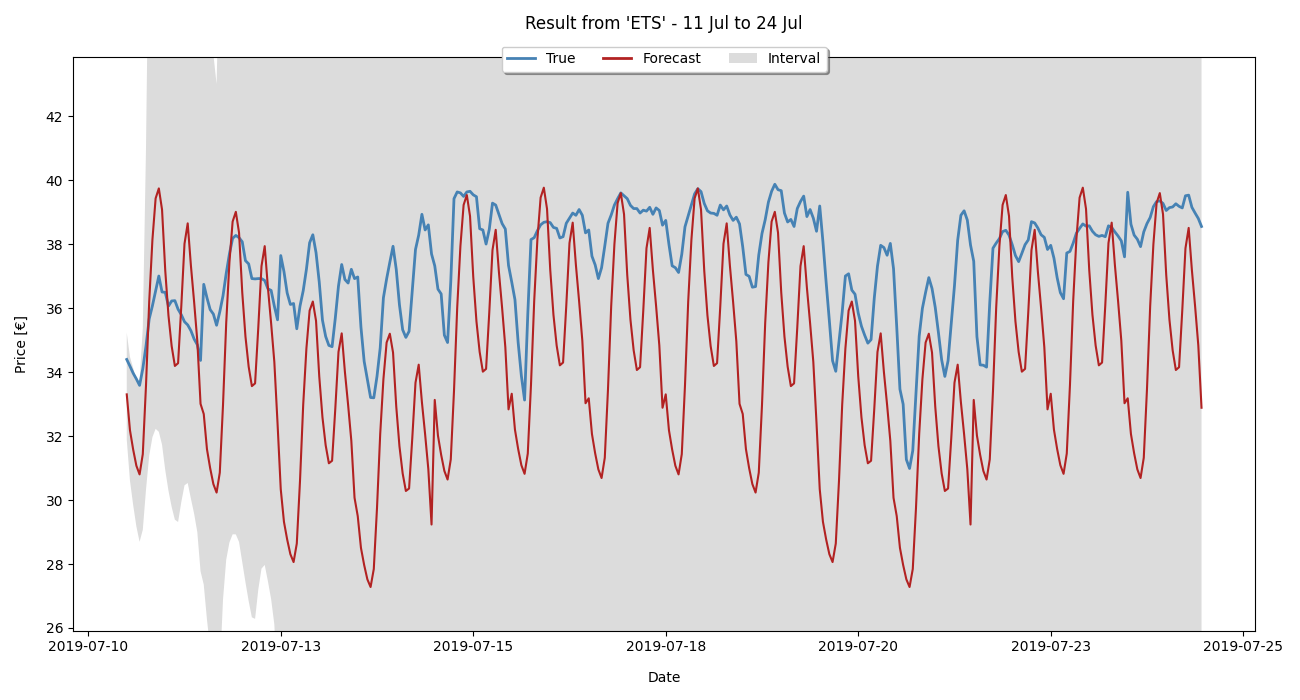 Result from 'ETS' - 11 Jul to 24 Jul
True Forecast Interval
Price [€]
42
40
38
36
34
32
30
28
26
2019-07-10 2019-07-13 2019-07-15 2019-07-18 2019-07-20 2019-07-23 2019-07-25
Date